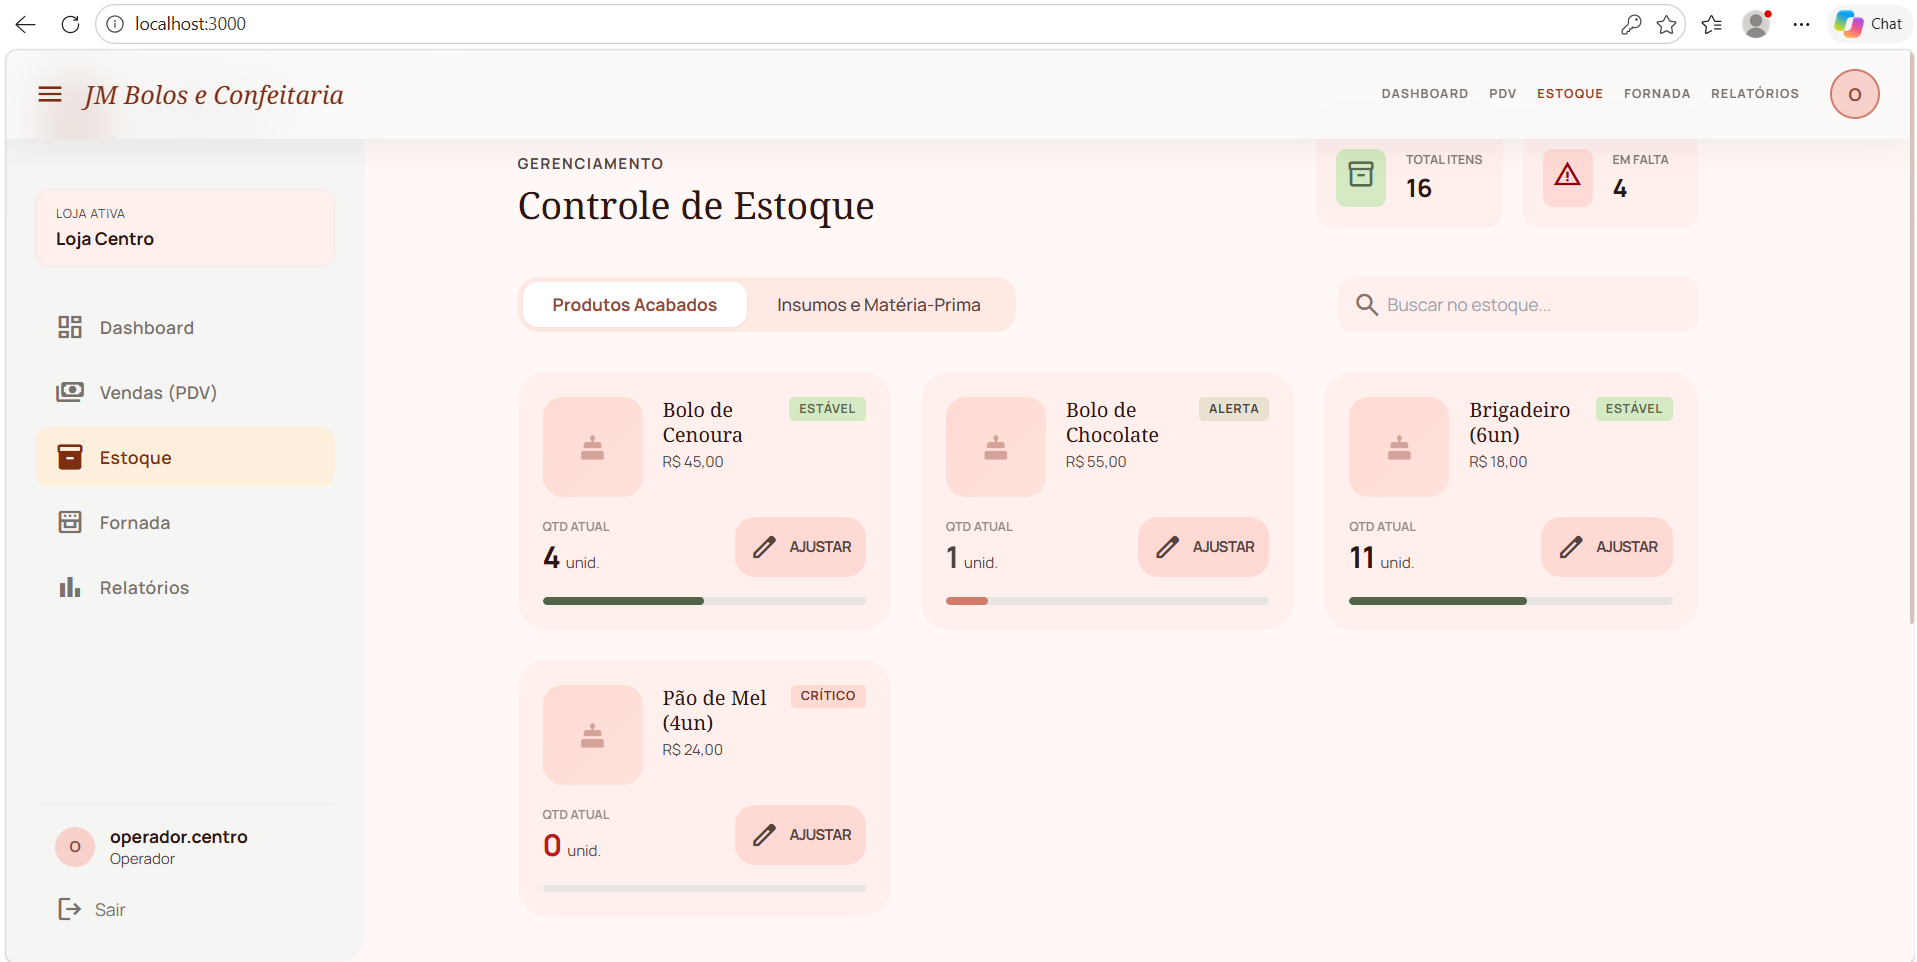 localhost:3000
Chat
JM Bolos e Confeitaria
DASHBOARD PDV ESTOQUE FORNADA RELATÓRIOS
O
LOJA ATIVA
Loja Centro
Dashboard
Vendas (PDV)
Estoque
Fornada
Relatórios
O
operador.centro
Operador
Sair
GERENCIAMENTO
Controle de Estoque
TOTAL ITENS
16
EM FALTA
4
Produtos Acabados
Insumos e Matéria-Prima
Buscar no estoque...
Bolo de
Cenoura
ESTÁVEL
R$ 45,00
QTD ATUAL
4 unid.
AJUSTAR
Bolo de
Chocolate
ALERTA
R$ 55,00
QTD ATUAL
1 unid.
AJUSTAR
Brigadeiro
(6un)
ESTÁVEL
R$ 18,00
QTD ATUAL
11 unid.
AJUSTAR
Pão de Mel
(4un)
CRÍTICO
R$ 24,00
QTD ATUAL
0 unid.
AJUSTAR